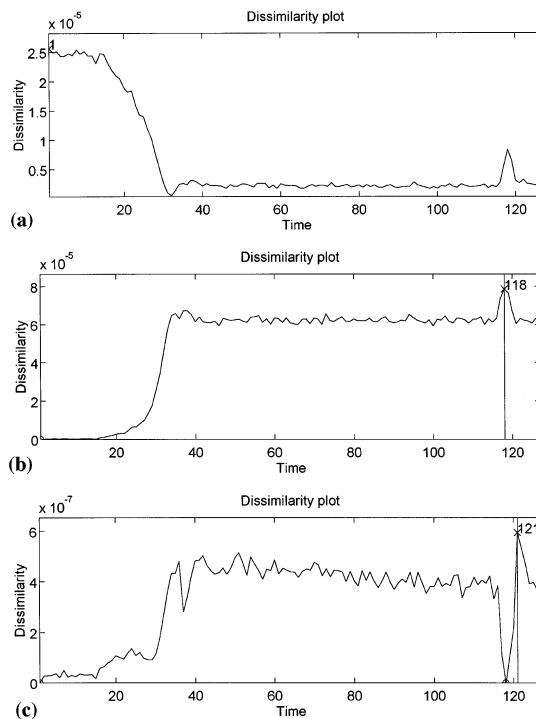 Dissimilarity plot
x 10-5
2.5
2
1.5
1
0.5
1
Dissimilarity
20 40 60 80 100 120
Time
(a)
Dissimilarity plot
x 10-5
8
6
4
2
0
118
Dissimilarity
20 40 60 80 100 120
Time
(b)
Dissimilarity plot
x 10-7
6
4
2
0
121
Dissimilarity
20 40 60 80 100 120
Time
(c)